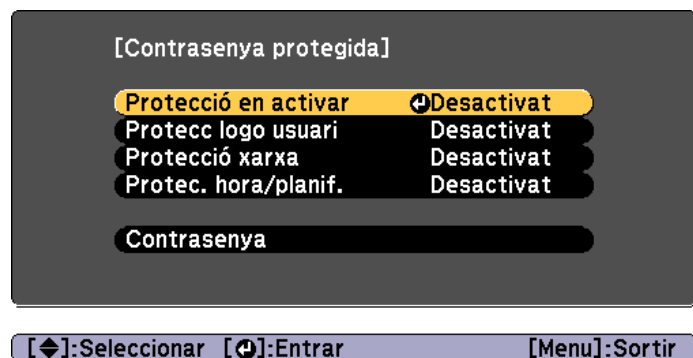 [Contrasenya protegida]
Protecció en activar Desactivat
Protecc logo usuari Desactivat
Protecció xarxa Desactivat
Protec. hora/planif. Desactivat
Contrasenya
[◆]:Seleccionar [⏎]:Entrar [Menu]:Sortir